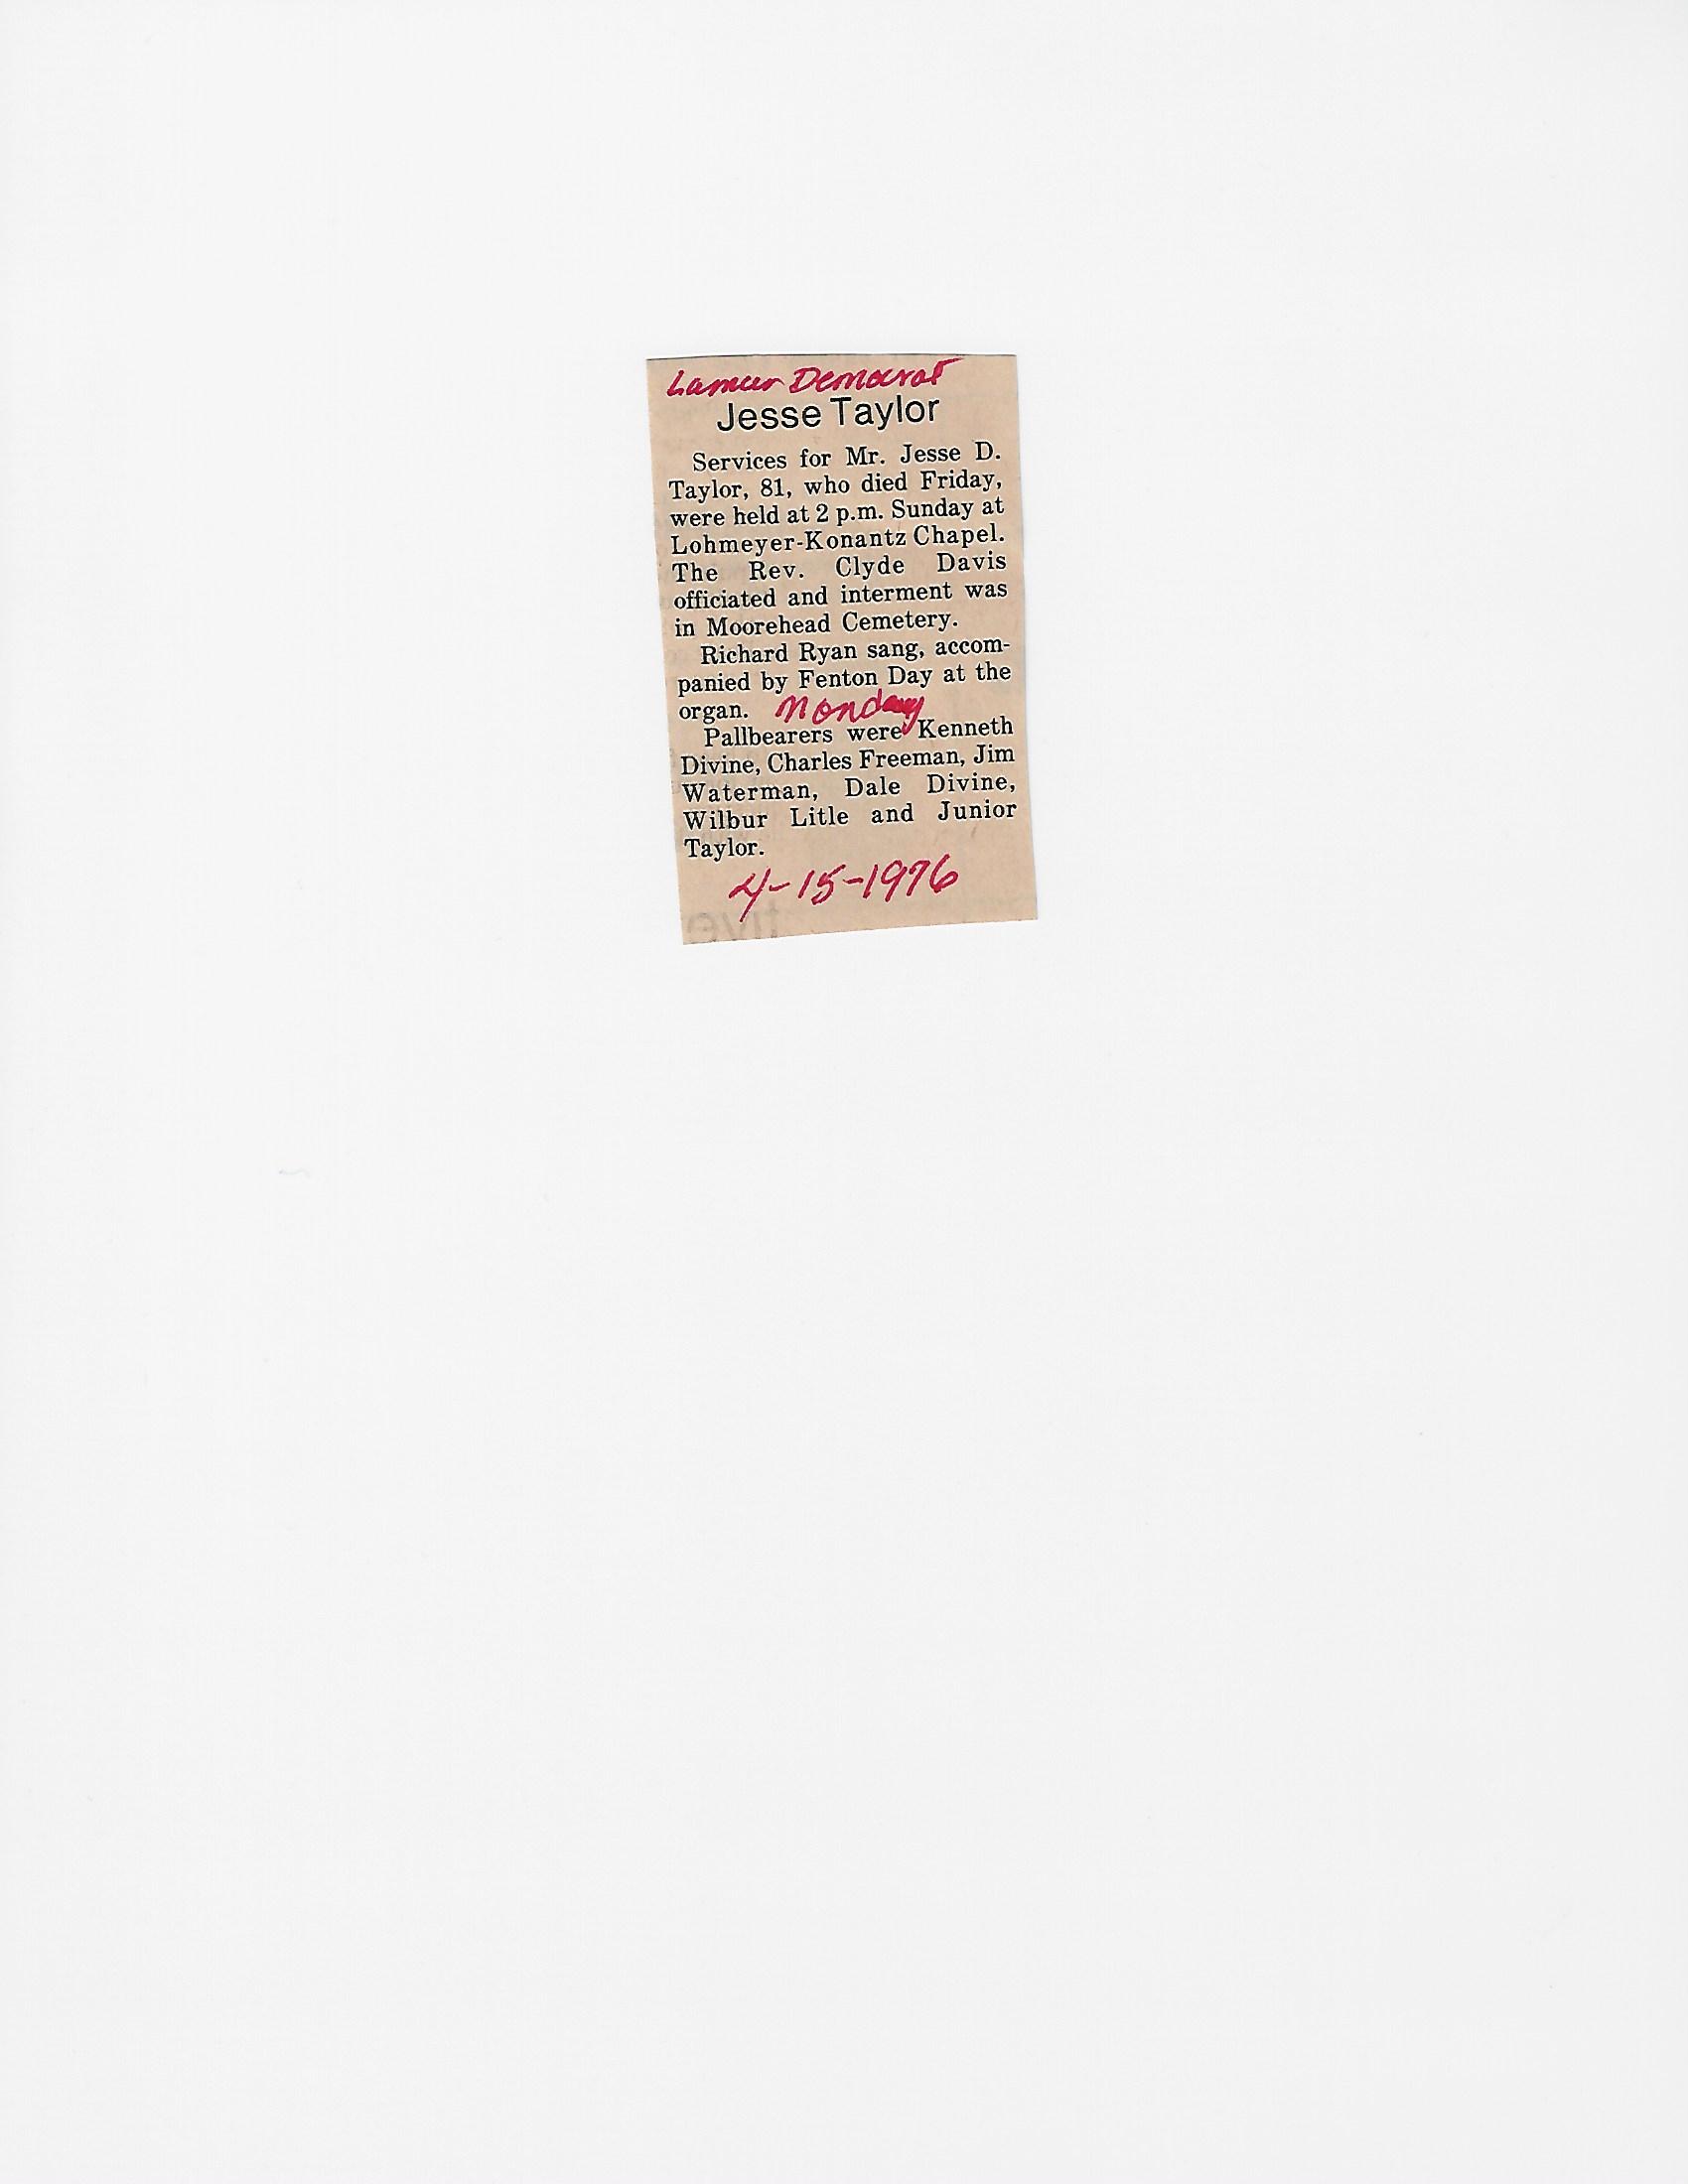 Lamar Democrat
Jesse Taylor
Services for Mr. Jesse D.
Taylor, 81, who died Friday,
were held at 2 p.m. Sunday at
Lohmeyer-Konantz Chapel.
The Rev. Clyde Davis
officiated and interment was
in Moorehead Cemetery.
Richard Ryan sang, accom-
panied by Fenton Day at the
organ. Monday
Pallbearers were Kenneth
Divine, Charles Freeman, Jim
Waterman, Dale Divine,
Wilbur Litle and Junior
Taylor.
4-15-1976